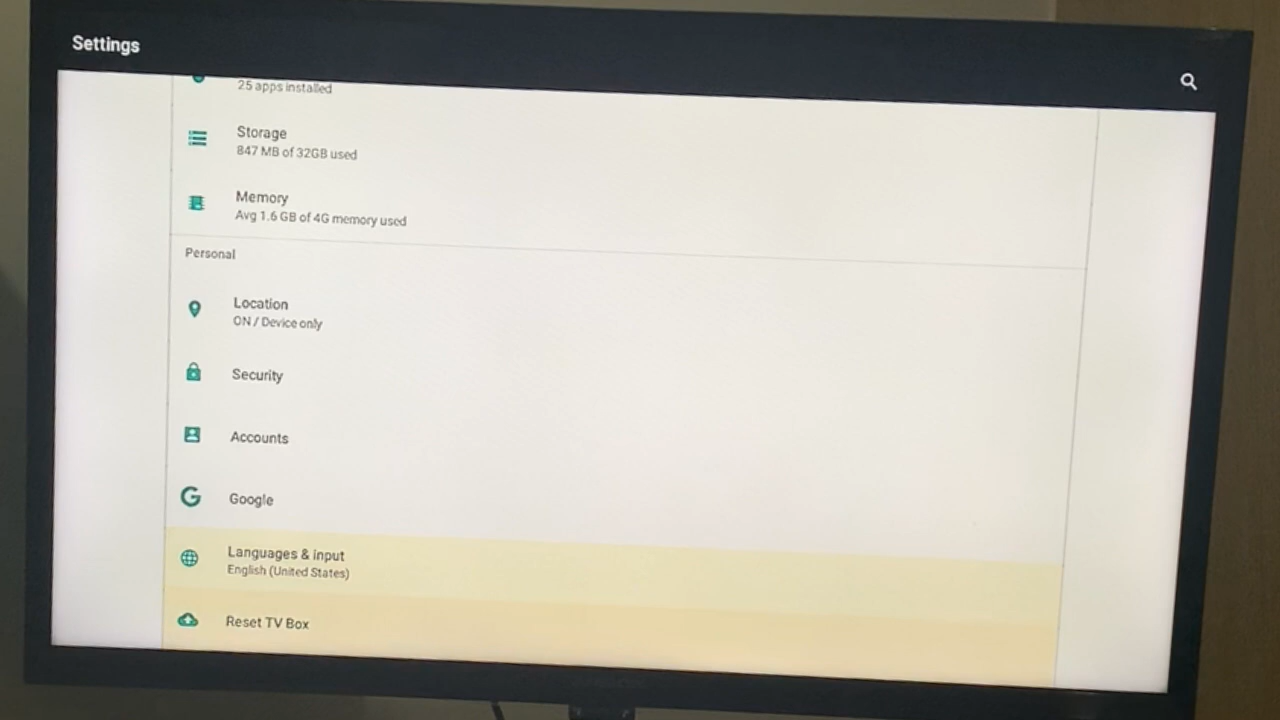 Settings
25 apps installed
Storage
847 MB of 32GB used
Memory
Avg 1.6 GB of 4G memory used
Personal
Location
ON / Device only
Security
Accounts
Google
Languages & input
English (United States)
Reset TV Box